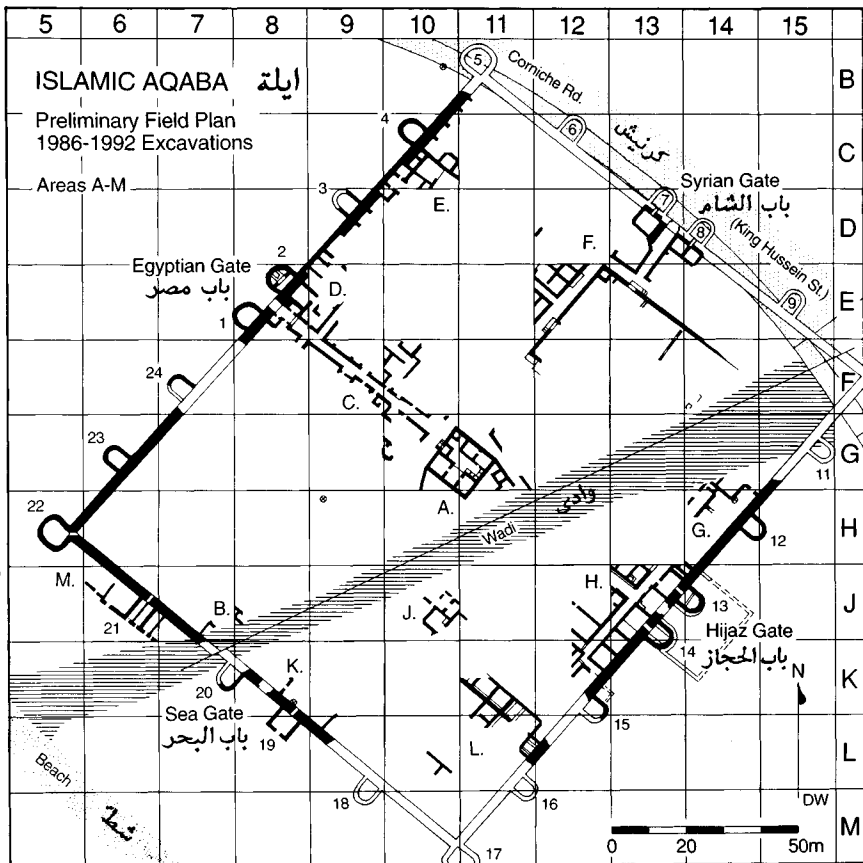 5 6 7 8 9 10 11 12 13 14 15
ISLAMIC AQABA ايلة
Preliminary Field Plan
1986-1992 Excavations
Areas A-M
B
C
D
E
F
G
H
J
K
L
M
5
Corniche Rd.
كرنيش
6
4
3
E.
7
Syrian Gate
باب الشام
8
(King Hussein St.)
F.
9
2
Egyptian Gate
باب مصر
D.
1
24
C.
23
A.
11
22
وادي
Wadi
G.
12
M.
H.
13
21
B.
J.
Hijaz Gate
باب الحجاز
14
N
K.
20
Sea Gate
باب البحر
19
15
L.
Beach
شط
18
16
17
DW
0 20 50m